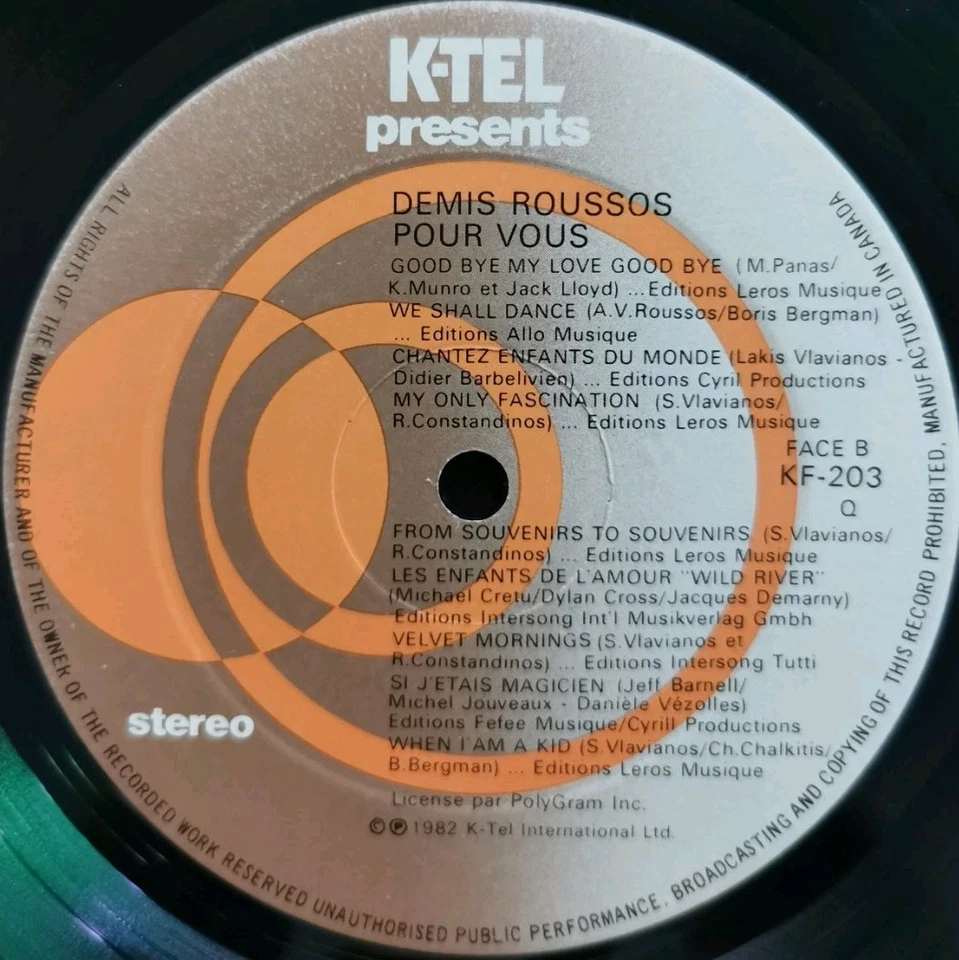 K-TEL
presents
DEMIS ROUSSOS
POUR VOUS
GOOD BYE MY LOVE GOOD BYE (M.Panas/
K.Munro et Jack Lloyd) ...Editions Leros Musique
WE SHALL DANCE (A.V.Roussos/Boris Bergman)
... Editions Allo Musique
CHANTEZ ENFANTS DU MONDE (Lakis Vlavianos -
Didier Barbelivien) ... Editions Cyril Productions
MY ONLY FASCINATION (S.Vlavianos/
R.Constandinos) ... Editions Leros Musique
FACE B
KF-203
Q
FROM SOUVENIRS TO SOUVENIRS (S.Vlavianos/
R.Constandinos) ... Editions Leros Musique
LES ENFANTS DE L'AMOUR "WILD RIVER"
(Michael Cretu/Dylan Cross/Jacques Demarny)
Editions Intersong Int'l Musikverlag Gmbh
VELVET MORNINGS (S.Vlavianos et
R.Constandinos) ... Editions Intersong Tutti
SI J'ETAIS MAGICIEN (Jeff Barnell/
Michel Jouveaux - Danièle Vézolles)
Editions Fefee Musique/Cyrill Productions
WHEN I'AM A KID (S.Vlavianos/Ch.Chalkitis/
B.Bergman) ... Editions Leros Musique
License par PolyGram Inc.
©℗ 1982 K-Tel International Ltd.
stereo
ALL RIGHTS OF THE MANUFACTURER AND OF THE OWNER OF THE RECORDED WORK RESERVED UNAUTHORISED PUBLIC PERFORMANCE, BROADCASTING AND COPYING OF THIS RECORD PROHIBITED, MANUFACTURED IN CANADA